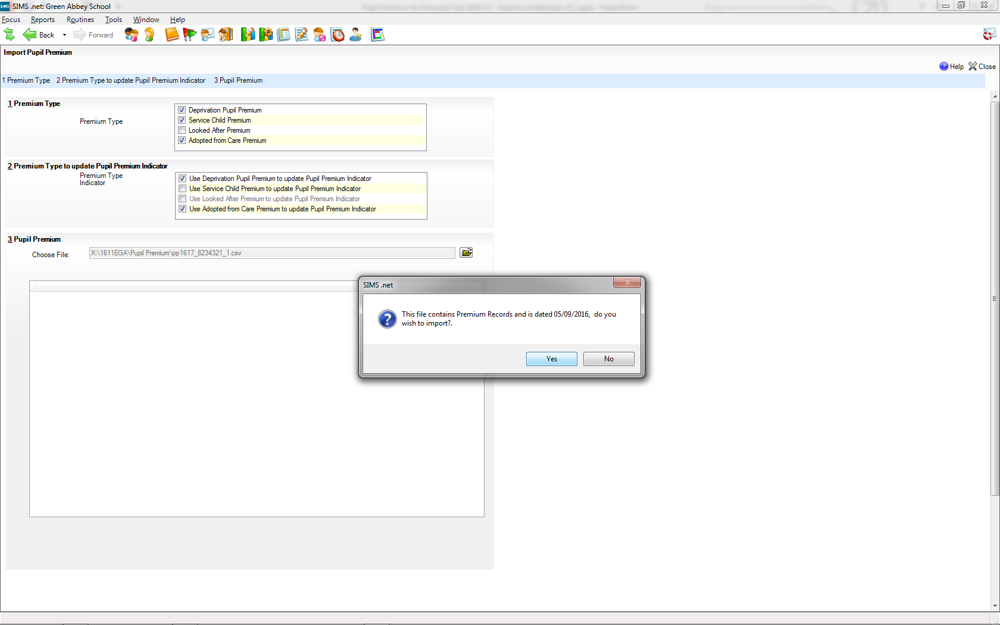 SIMS SIMS .net: Green Abbey School
Focus Reports Routines Tools Window Help
Back Forward
Import Pupil Premium
Help Close
1 Premium Type 2 Premium Type to update Pupil Premium Indicator 3 Pupil Premium
1 Premium Type
Premium Type
Deprivation Pupil Premium
Service Child Premium
Looked After Premium
Adopted from Care Premium
2 Premium Type to update Pupil Premium Indicator
Premium Type
Indicator
Use Deprivation Pupil Premium to update Pupil Premium Indicator
Use Service Child Premium to update Pupil Premium Indicator
Use Looked After Premium to update Pupil Premium Indicator
Use Adopted from Care Premium to update Pupil Premium Indicator
3 Pupil Premium
Choose File: X:\1611EGA\Pupil Premium\pp1617_8234321_1.csv
SIMS .net
This file contains Premium Records and is dated 05/09/2016, do you
wish to import?.
Yes No